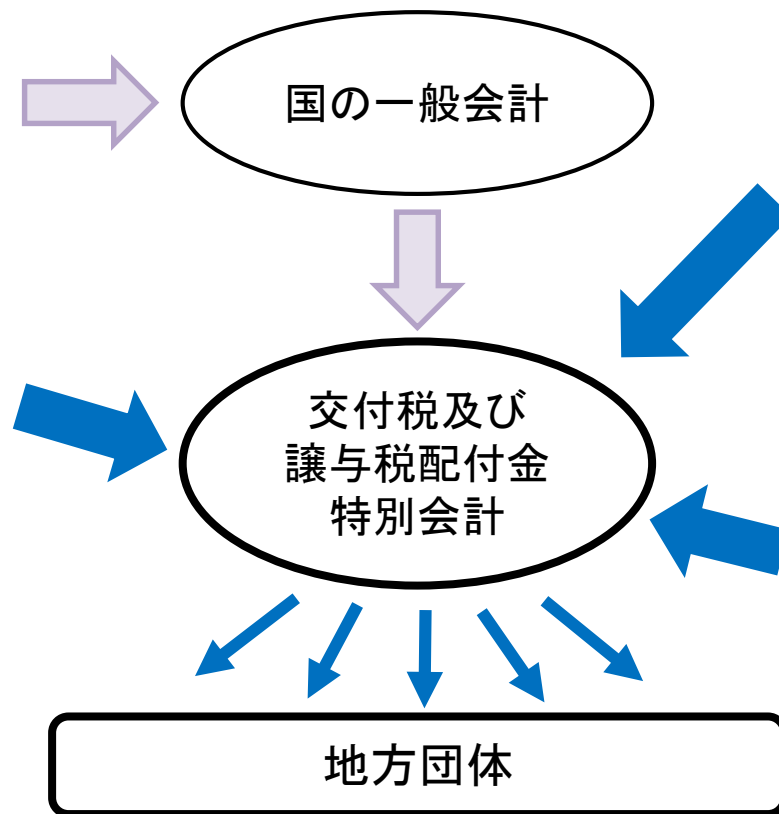 国の一般会計
交付税及び
譲与税配付金
特別会計
地方団体